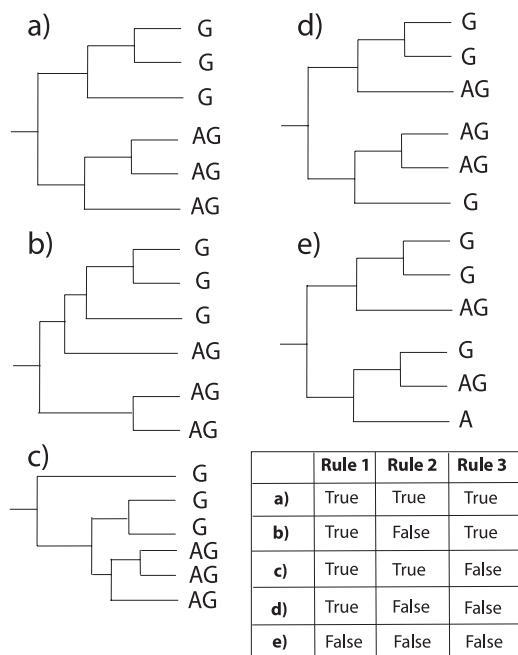 a)
G
G
G
AG
AG
AG
b)
G
G
G
AG
AG
AG
c)
G
G
G
AG
AG
AG
d)
G
G
AG
AG
AG
G
e)
G
G
AG
G
AG
A
Rule 1 Rule 2 Rule 3
a) True True True
b) True False True
c) True True False
d) True False False
e) False False False